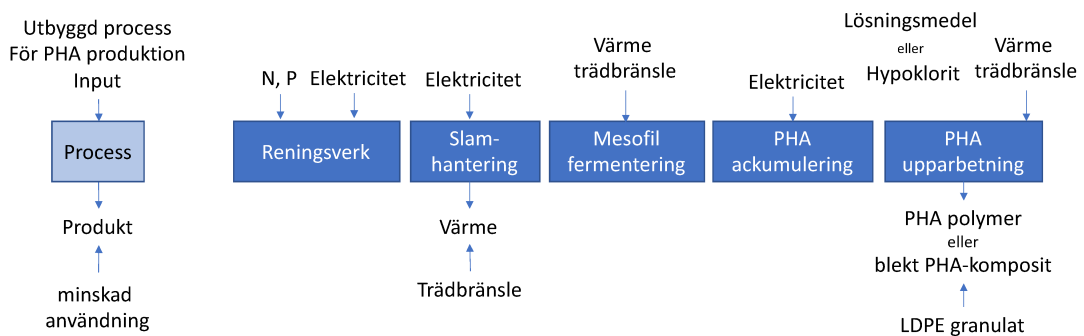 Utbyggd process
För PHA produktion
Input
Process
Produkt
minskad
användning
N, P
Elektricitet
Reningsverk
Elektricitet
Slam-
hantering
Värme
Trädbränsle
Värme
trädbränsle
Mesofil
fermentering
Elektricitet
PHA
ackumulering
Lösningsmedel
eller
Hypoklorit
Värme
trädbränsle
PHA
upparbetning
PHA polymer
eller
blekt PHA-komposit
LDPE granulat